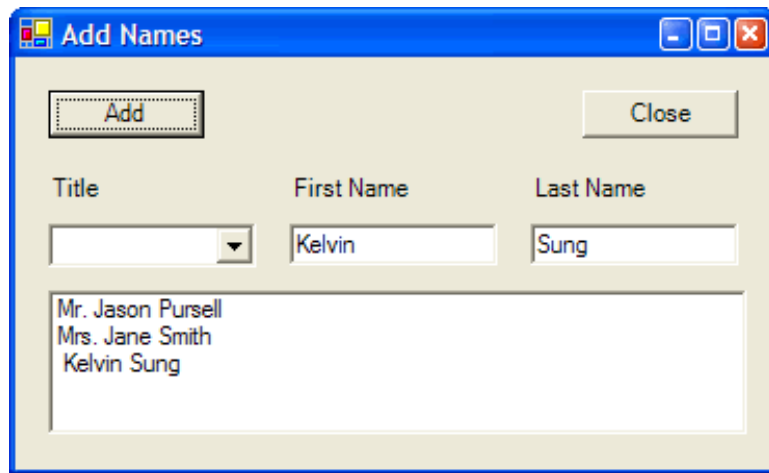 Add Names
Add Close
Title First Name Last Name
Kelvin Sung
Mr. Jason Pursell
Mrs. Jane Smith
Kelvin Sung